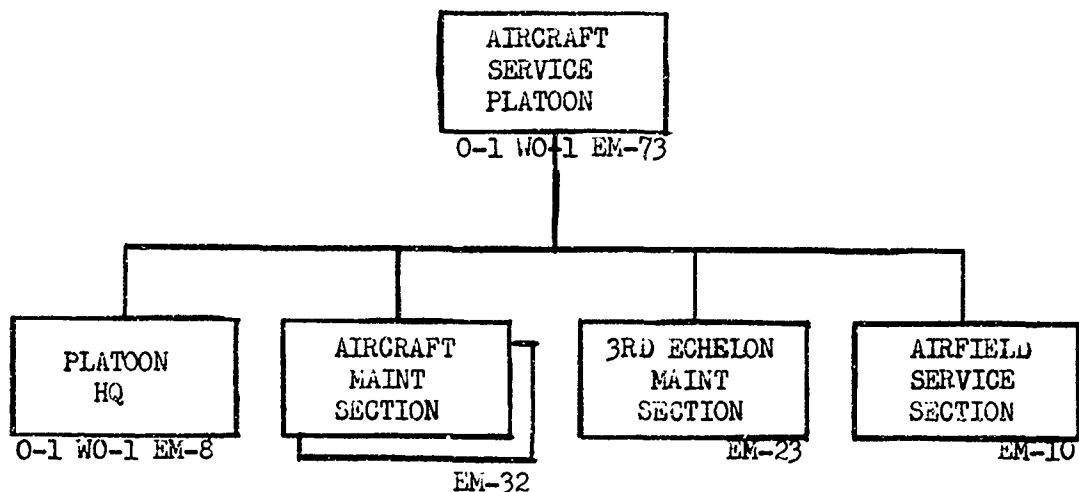 AIRCRAFT
SERVICE
PLATOON
O-1 WO-1 EM-73
PLATOON
HQ
O-1 WO-1 EM-8
AIRCRAFT
MAINT
SECTION
EM-32
3RD ECHELON
MAINT
SECTION
EM-23
AIRFIELD
SERVICE
SECTION
EM-10